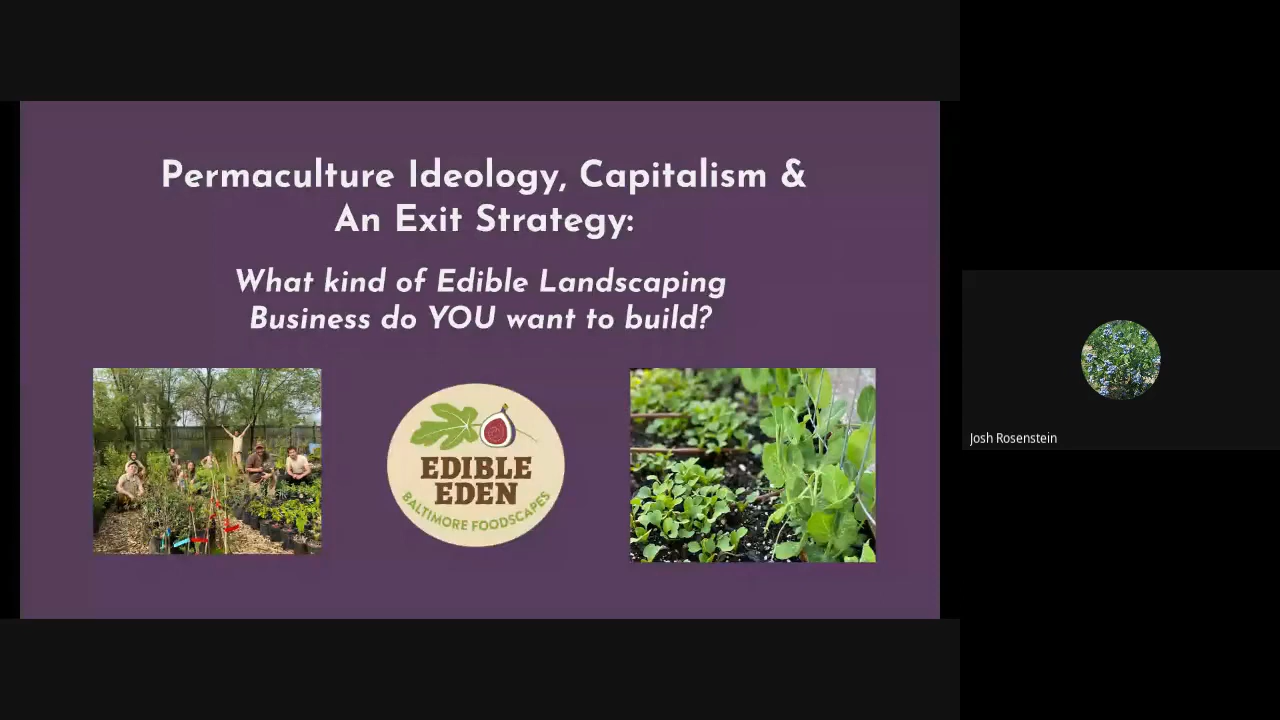 Permaculture Ideology, Capitalism &
An Exit Strategy:
What kind of Edible Landscaping
Business do YOU want to build?
EDIBLE
EDEN
BALTIMORE FOODSCAPES
Josh Rosenstein